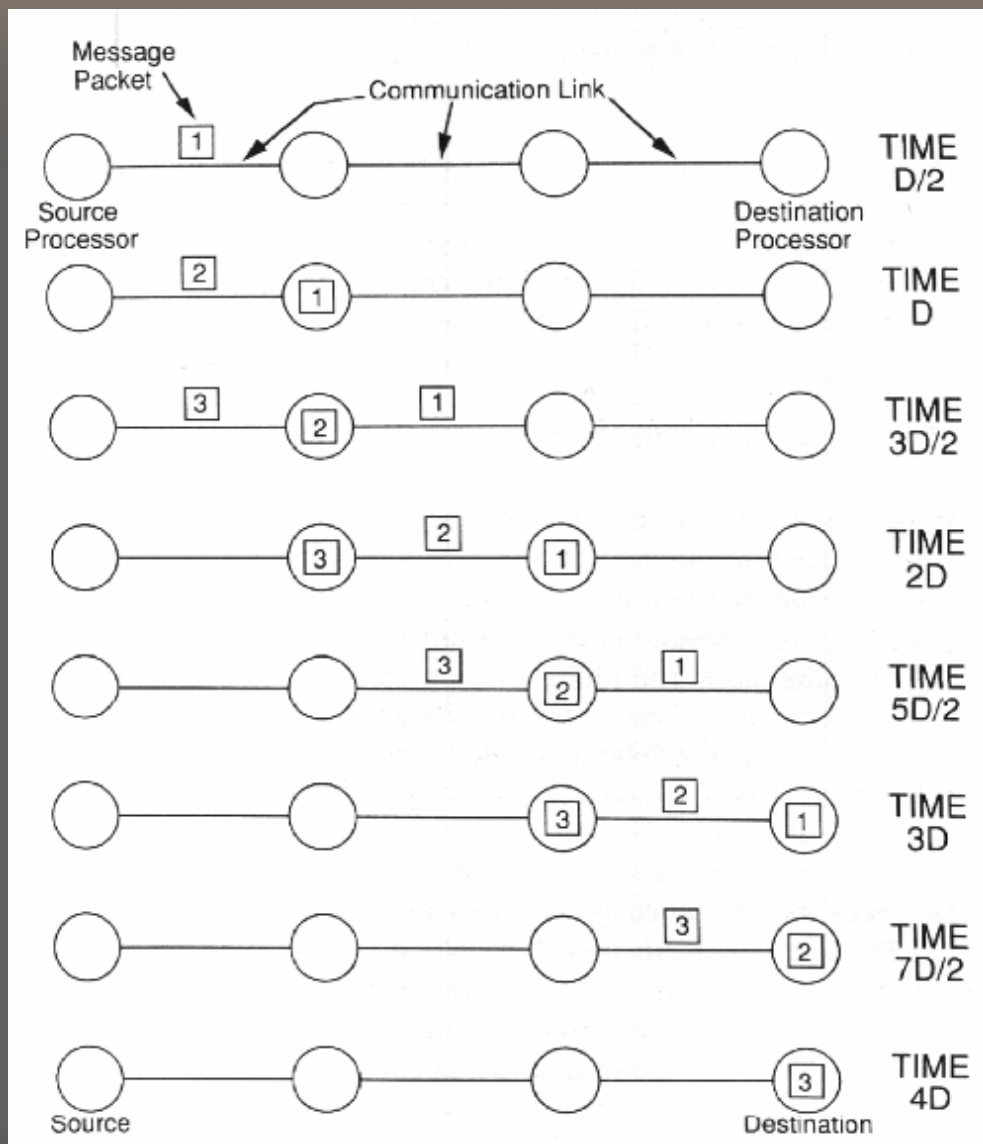 Message
Packet
Communication Link
1
TIME
D/2
Source
Processor
Destination
Processor
2
1
TIME
D
3
2
1
TIME
3D/2
3
2
1
TIME
2D
3
2
1
TIME
5D/2
3
2
1
TIME
3D
3
2
TIME
7D/2
3
TIME
4D
Source
Destination